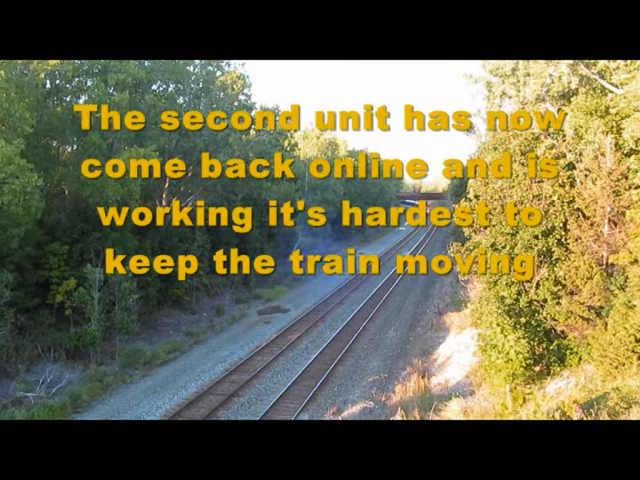 The second unit has now
come back online and is
working it's hardest to
keep the train moving